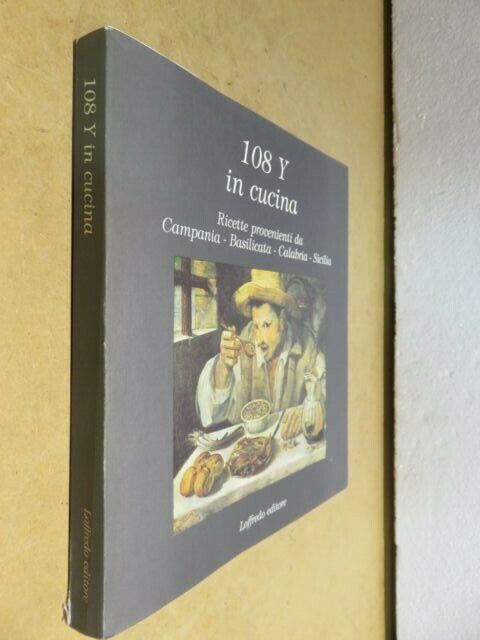 108 Y in cucina
Loffredo editore
108 Y
in cucina
Ricette provenienti da
Campania - Basilicata - Calabria - Sicilia
Loffredo editore